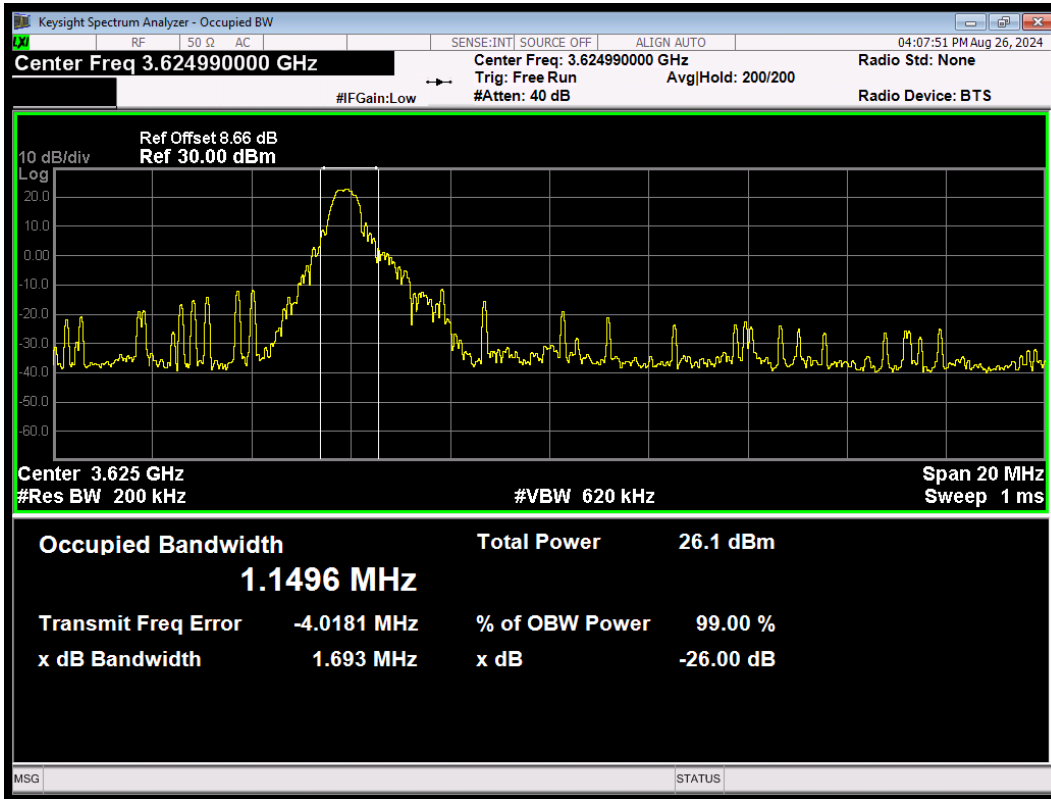 Keysight Spectrum Analyzer - Occupied BW
LXI RF 50 Ω AC SENSE:INT SOURCE OFF ALIGN AUTO 04:07:51 PM Aug 26, 2024
Center Freq 3.624990000 GHz Center Freq: 3.624990000 GHz Radio Std: None
Trig: Free Run Avg|Hold: 200/200
#IFGain:Low #Atten: 40 dB Radio Device: BTS
Ref Offset 8.66 dB
10 dB/div Ref 30.00 dBm
Log
20.0
10.0
0.00
-10.0
-20.0
-30.0
-40.0
-50.0
-60.0
Center 3.625 GHz Span 20 MHz
#Res BW 200 kHz #VBW 620 kHz Sweep 1 ms
Occupied Bandwidth Total Power 26.1 dBm
1.1496 MHz
Transmit Freq Error -4.0181 MHz % of OBW Power 99.00 %
x dB Bandwidth 1.693 MHz x dB -26.00 dB
MSG STATUS